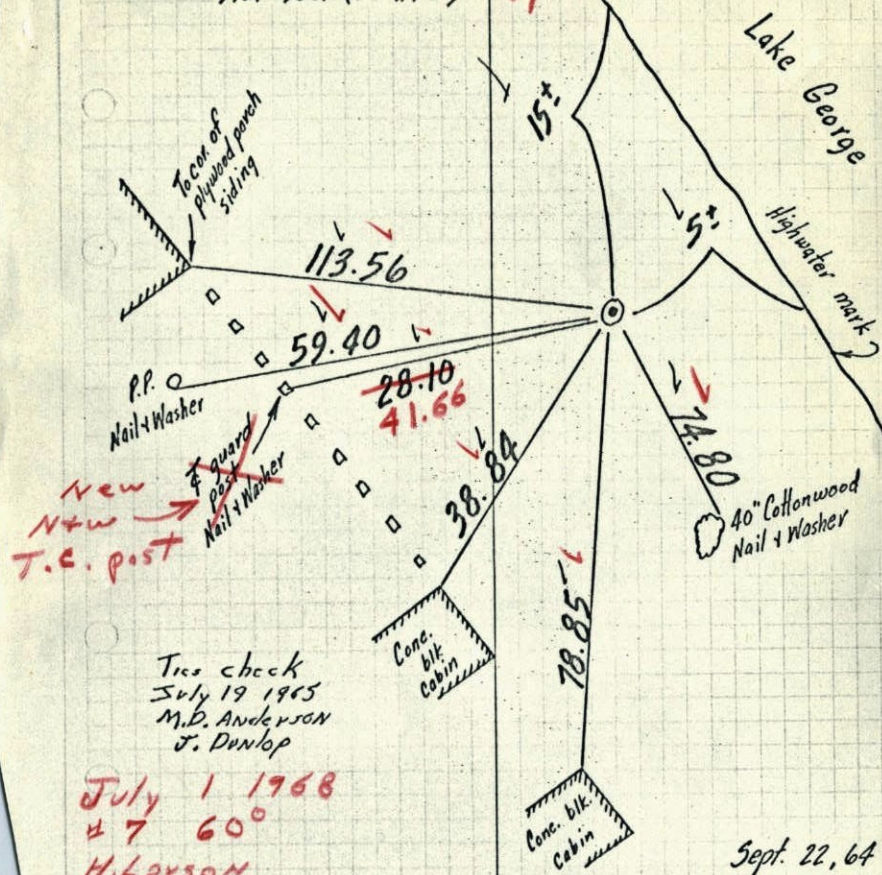 Lake
George
15±
To cor. of
plywood porch
siding
5±
Highwater mark
113.56
59.40
28.10
41.66
P.P.
Nail & Washer
₵ guard
post
Nail & Washer
New
N+W
T.C. post
38.84
74.80
40" Cottonwood
Nail & Washer
78.85
Conc.
blk.
cabin
Ties check
July 19 1965
M.D. Anderson
J. Dunlop
July 1 1968
#7 60°
H. Larson
Conc. blk.
cabin
Sept. 22, 64